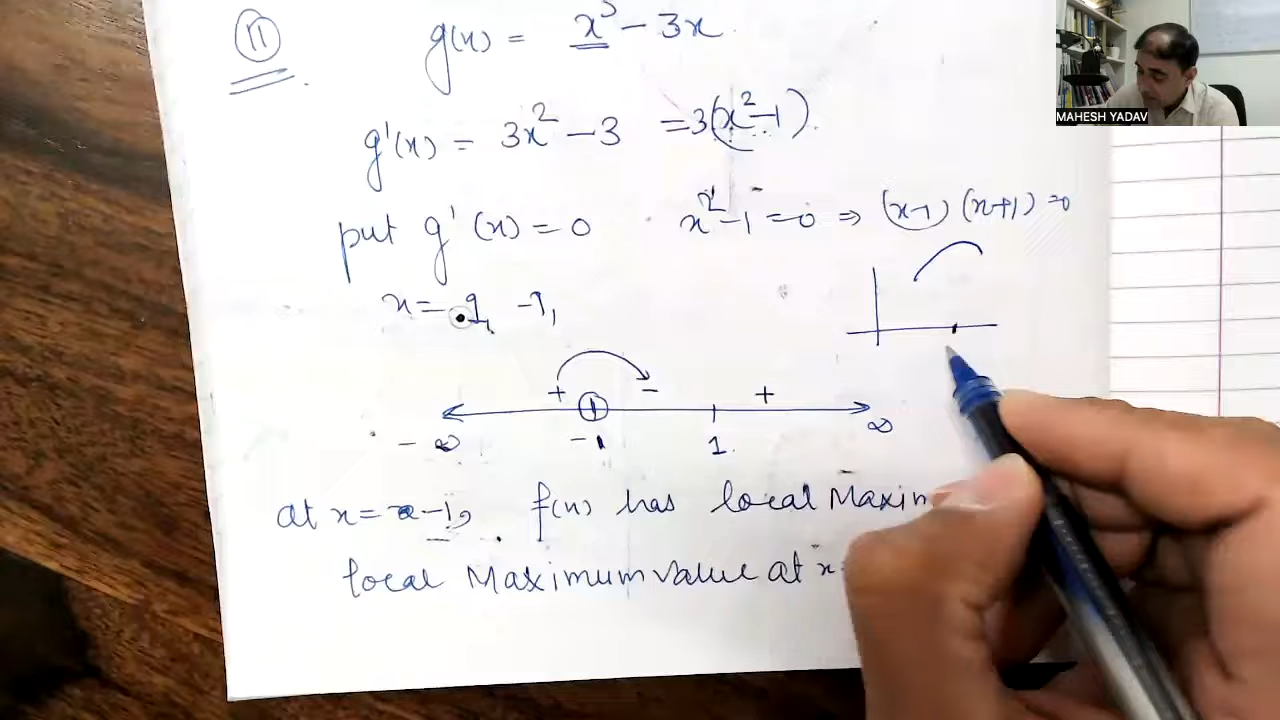 (ii) g(x) = x³ - 3x.
g'(x) = 3x² - 3 = 3(x² - 1).
put g'(x) = 0 x² - 1 = 0 ⇒ (x-1) (x+1) = 0
x = 1, -1,
+ - +
- ∞ -1 1. ∞
at x = -1, f(x) has local Maxim
local Maximum value at x =
MAHESH YADAV